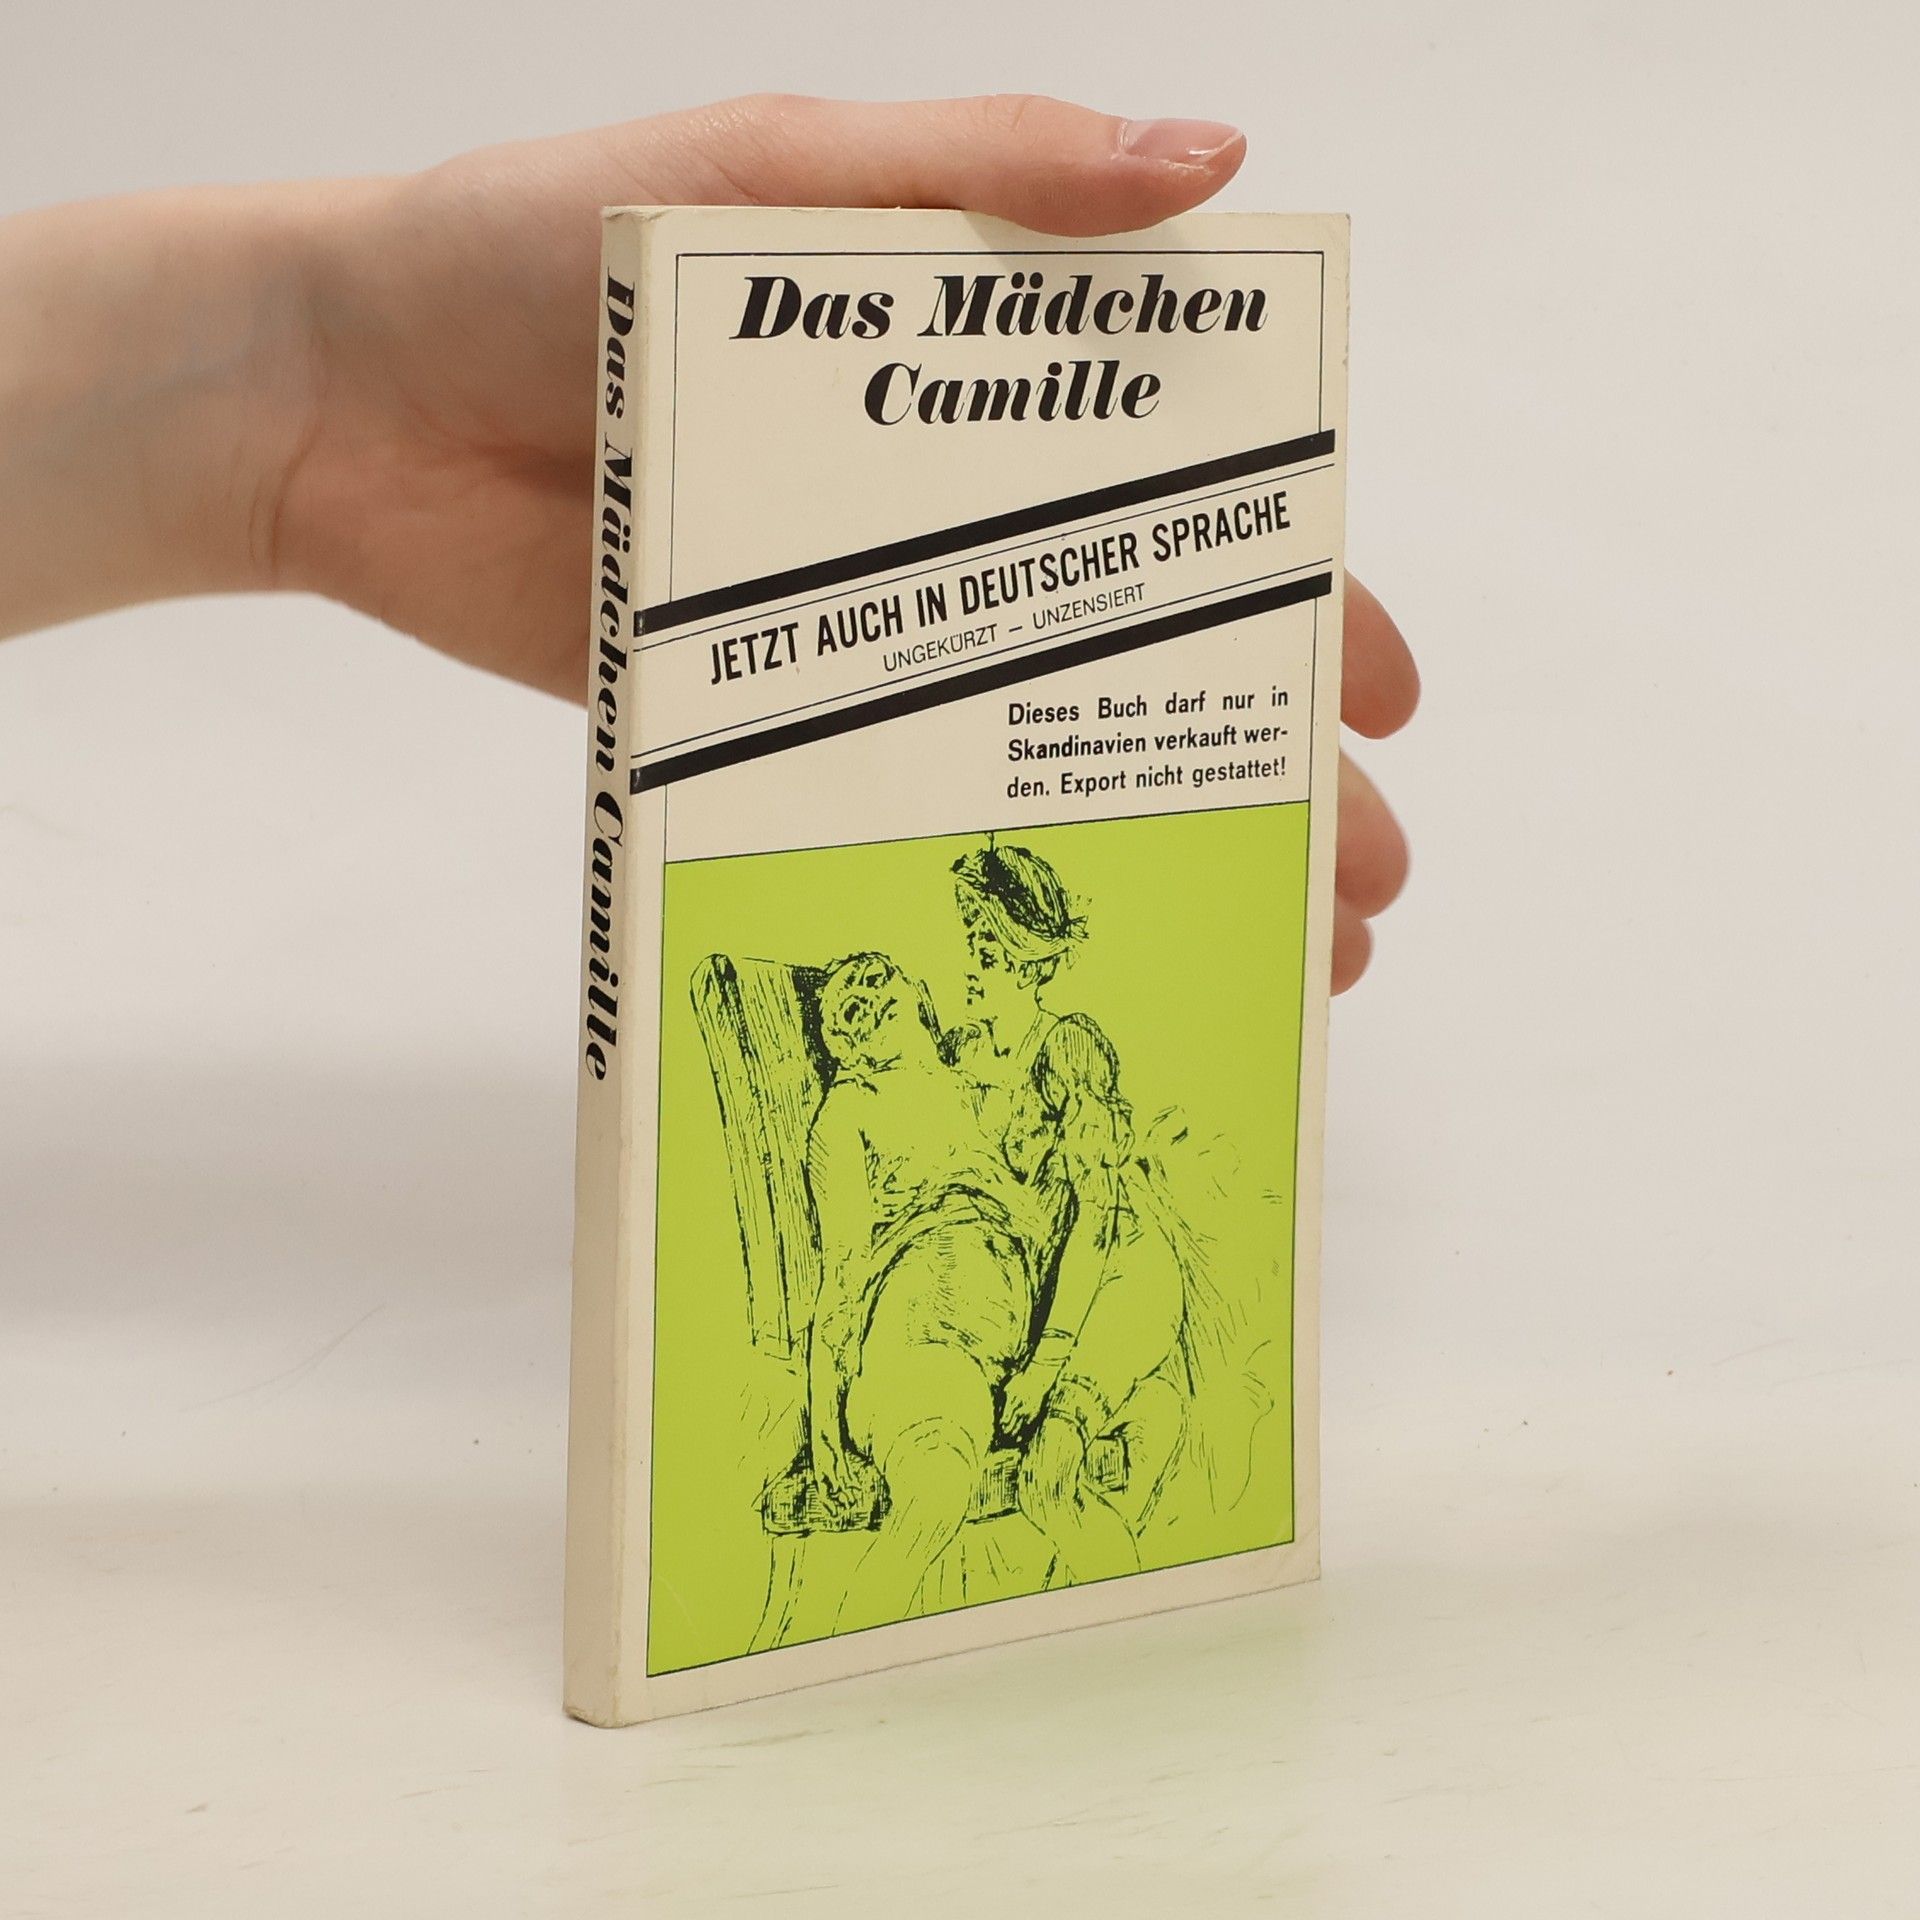 Das Mädchen Camille
Das Mädchen
Camille
JETZT AUCH IN DEUTSCHER SPRACHE
UNGEKÜRZT – UNZENSIERT
Dieses Buch darf nur in
Skandinavien verkauft wer-
den. Export nicht gestattet!